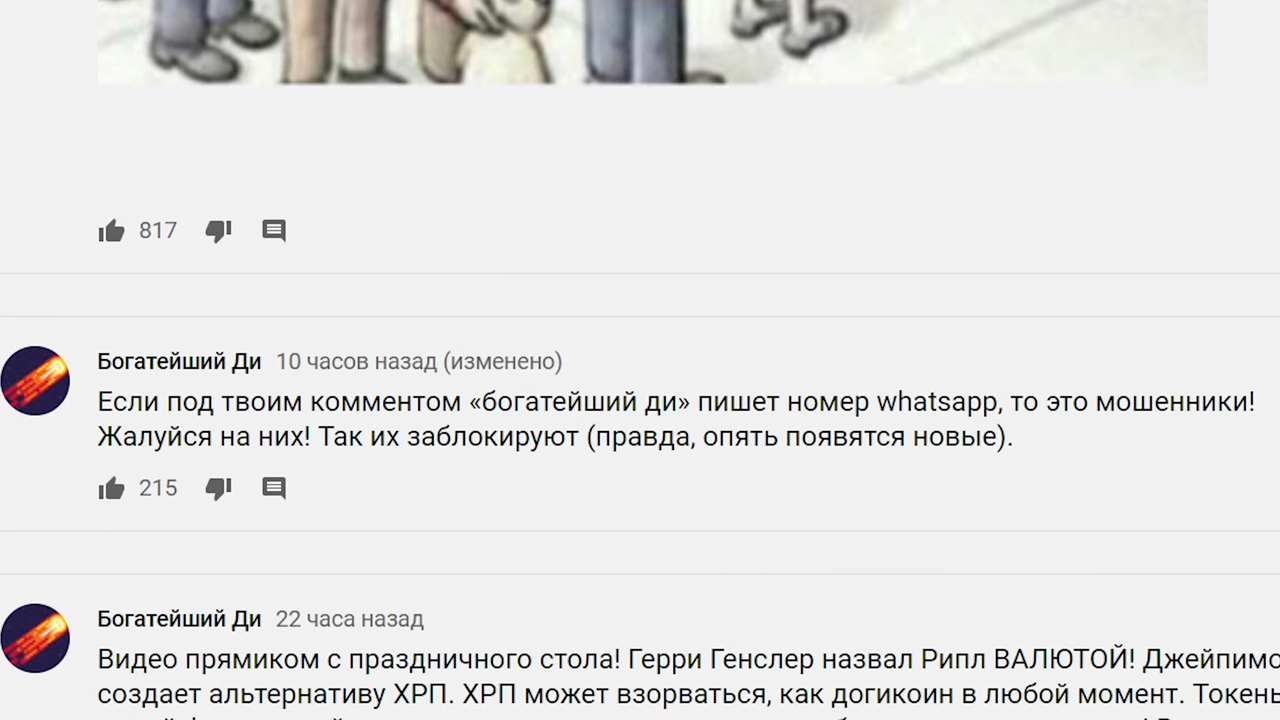 817
Богатейший Ди 10 часов назад (изменено)
Если под твоим комментом «богатейший ди» пишет номер whatsapp, то это мошенники!
Жалуйся на них! Так их заблокируют (правда, опять появятся новые).
215
Богатейший Ди 22 часа назад
Видео прямиком с праздничного стола! Герри Генслер назвал Рипл ВАЛЮТОЙ!
создает альтернативу ХРП. ХРП может взорваться, как догикоин в любой момент.